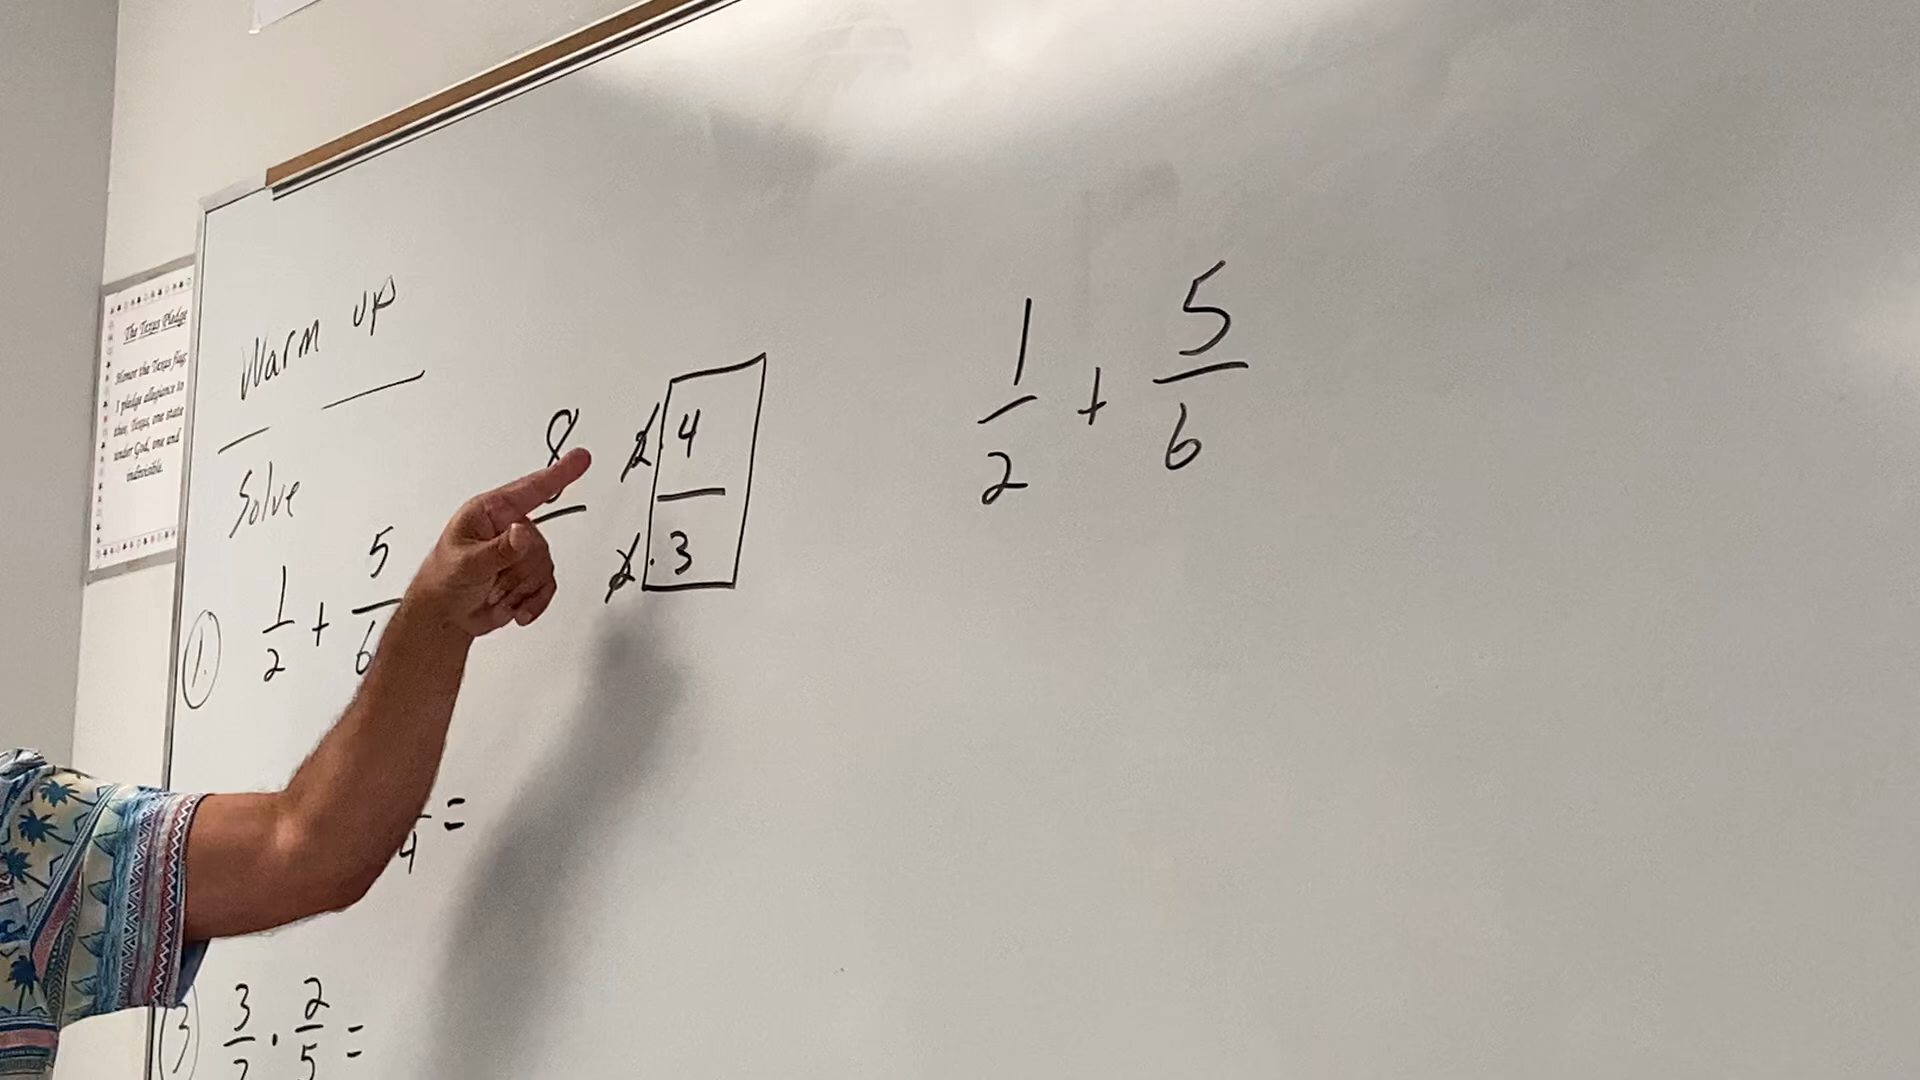 The Texas Pledge
Honor the Texas flag;
I pledge allegiance to
thee, Texas, one state
under God, one and
indivisible.
Warm up
Solve
1. 1/2 + 5/6
8
2·4
2·3
1/2 + 5/6
4 =
3 3/2 · 2/5 =